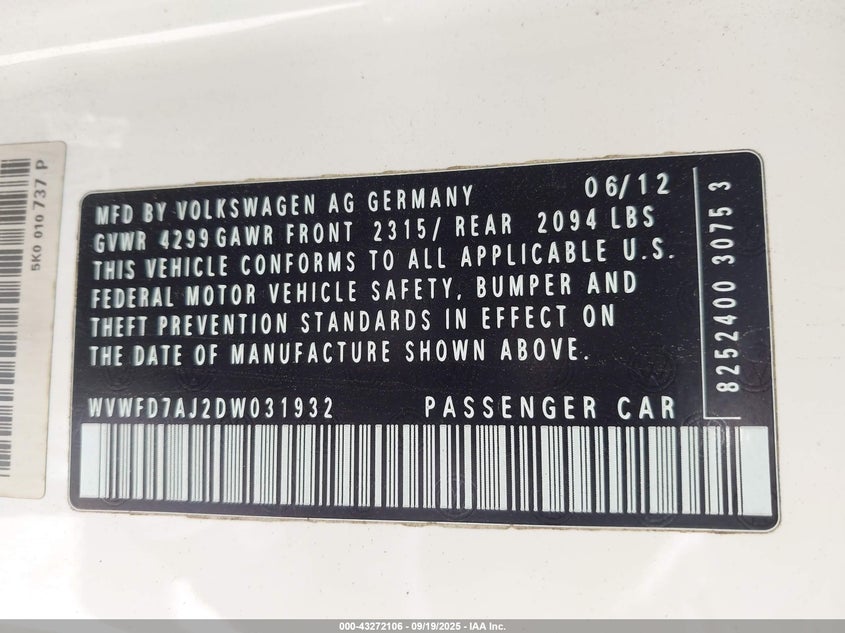 MFD BY VOLKSWAGEN AG GERMANY 06/12
GVWR 4299 GAWR FRONT 2315/ REAR 2094 LBS
THIS VEHICLE CONFORMS TO ALL APPLICABLE U.S.
FEDERAL MOTOR VEHICLE SAFETY, BUMPER AND
THEFT PREVENTION STANDARDS IN EFFECT ON
THE DATE OF MANUFACTURE SHOWN ABOVE.
WVWFD7AJ2DW031932 PASSENGER CAR
8252400 3075 3
5K0 010 737 P
000-43272106 - 09/19/2025 - IAA Inc.